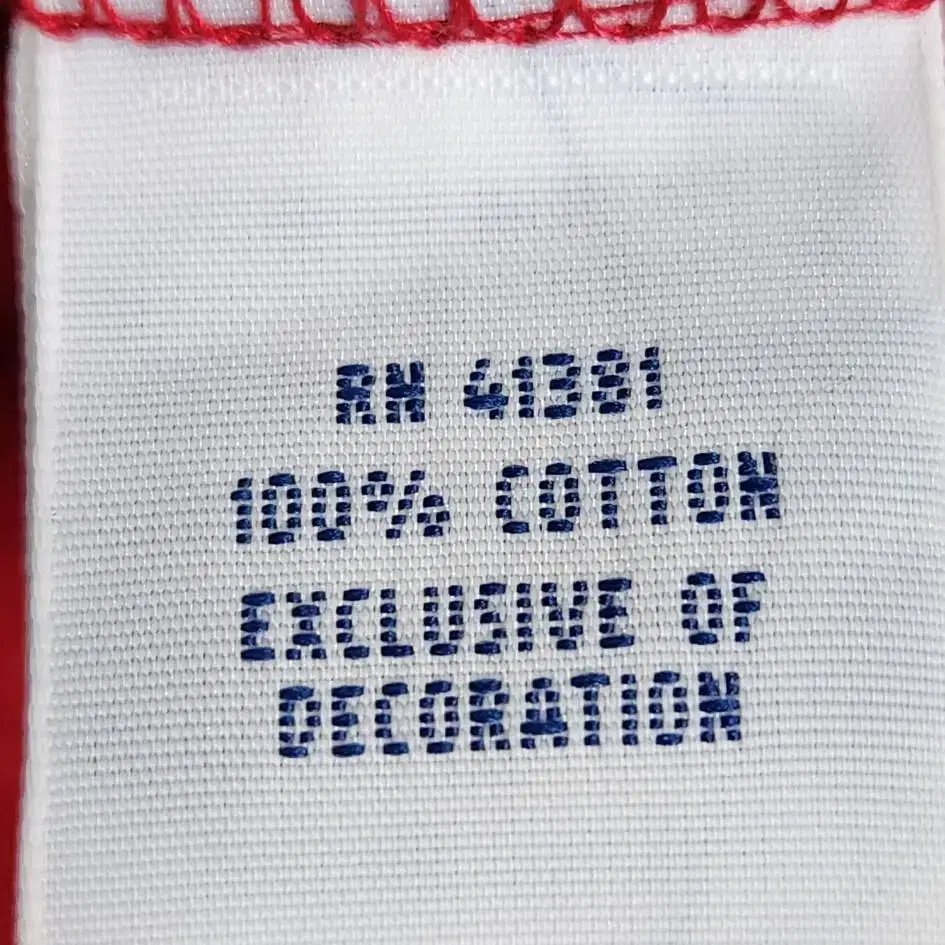 RN 41381
100% COTTON
EXCLUSIVE OF
DECORATION